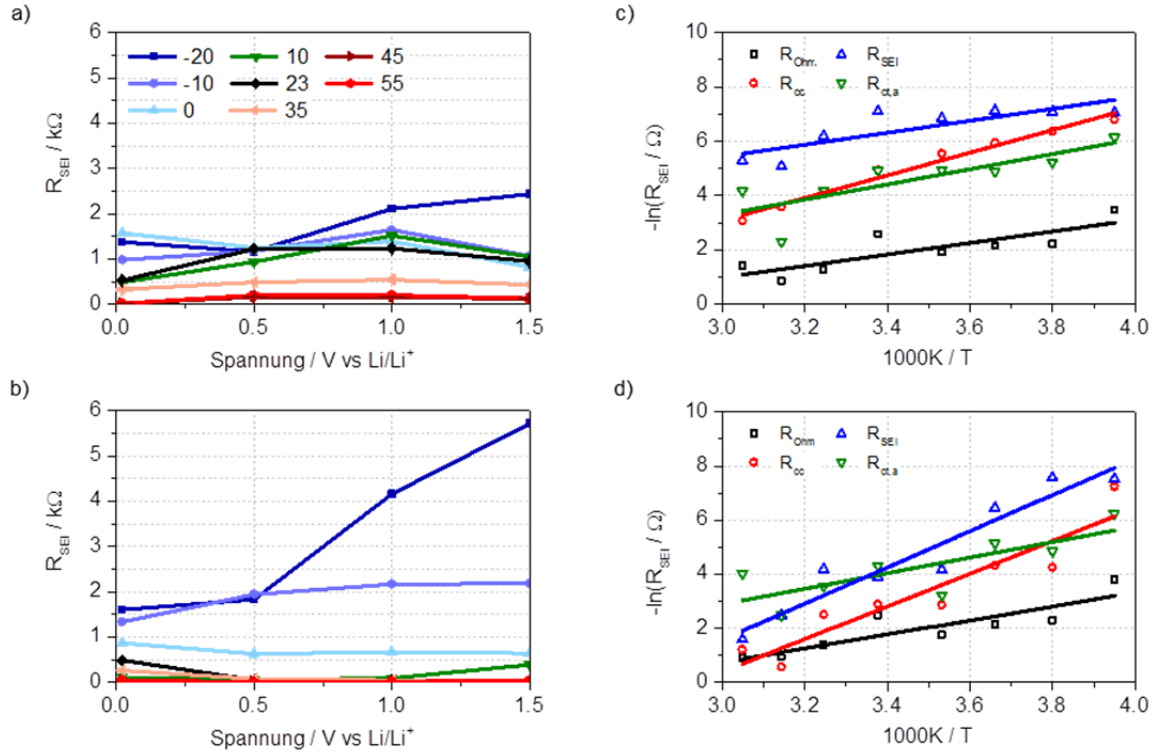 a)
6
5
4
3
2
1
0
R_SEI / kΩ
-20 10 45
-10 23 55
0 35
0.0 0.5 1.0 1.5
Spannung / V vs Li/Li⁺
c)
10
8
6
4
2
0
-ln(R_SEI / Ω)
R_Ohm. R_SEI
R_cc R_ct,a
3.0 3.2 3.4 3.6 3.8 4.0
1000K / T
b)
6
5
4
3
2
1
0
R_SEI / kΩ
0.0 0.5 1.0 1.5
Spannung / V vs Li/Li⁺
d)
10
8
6
4
2
0
-ln(R_SEI / Ω)
R_Ohm R_SEI
R_cc R_ct,a
3.0 3.2 3.4 3.6 3.8 4.0
1000K / T